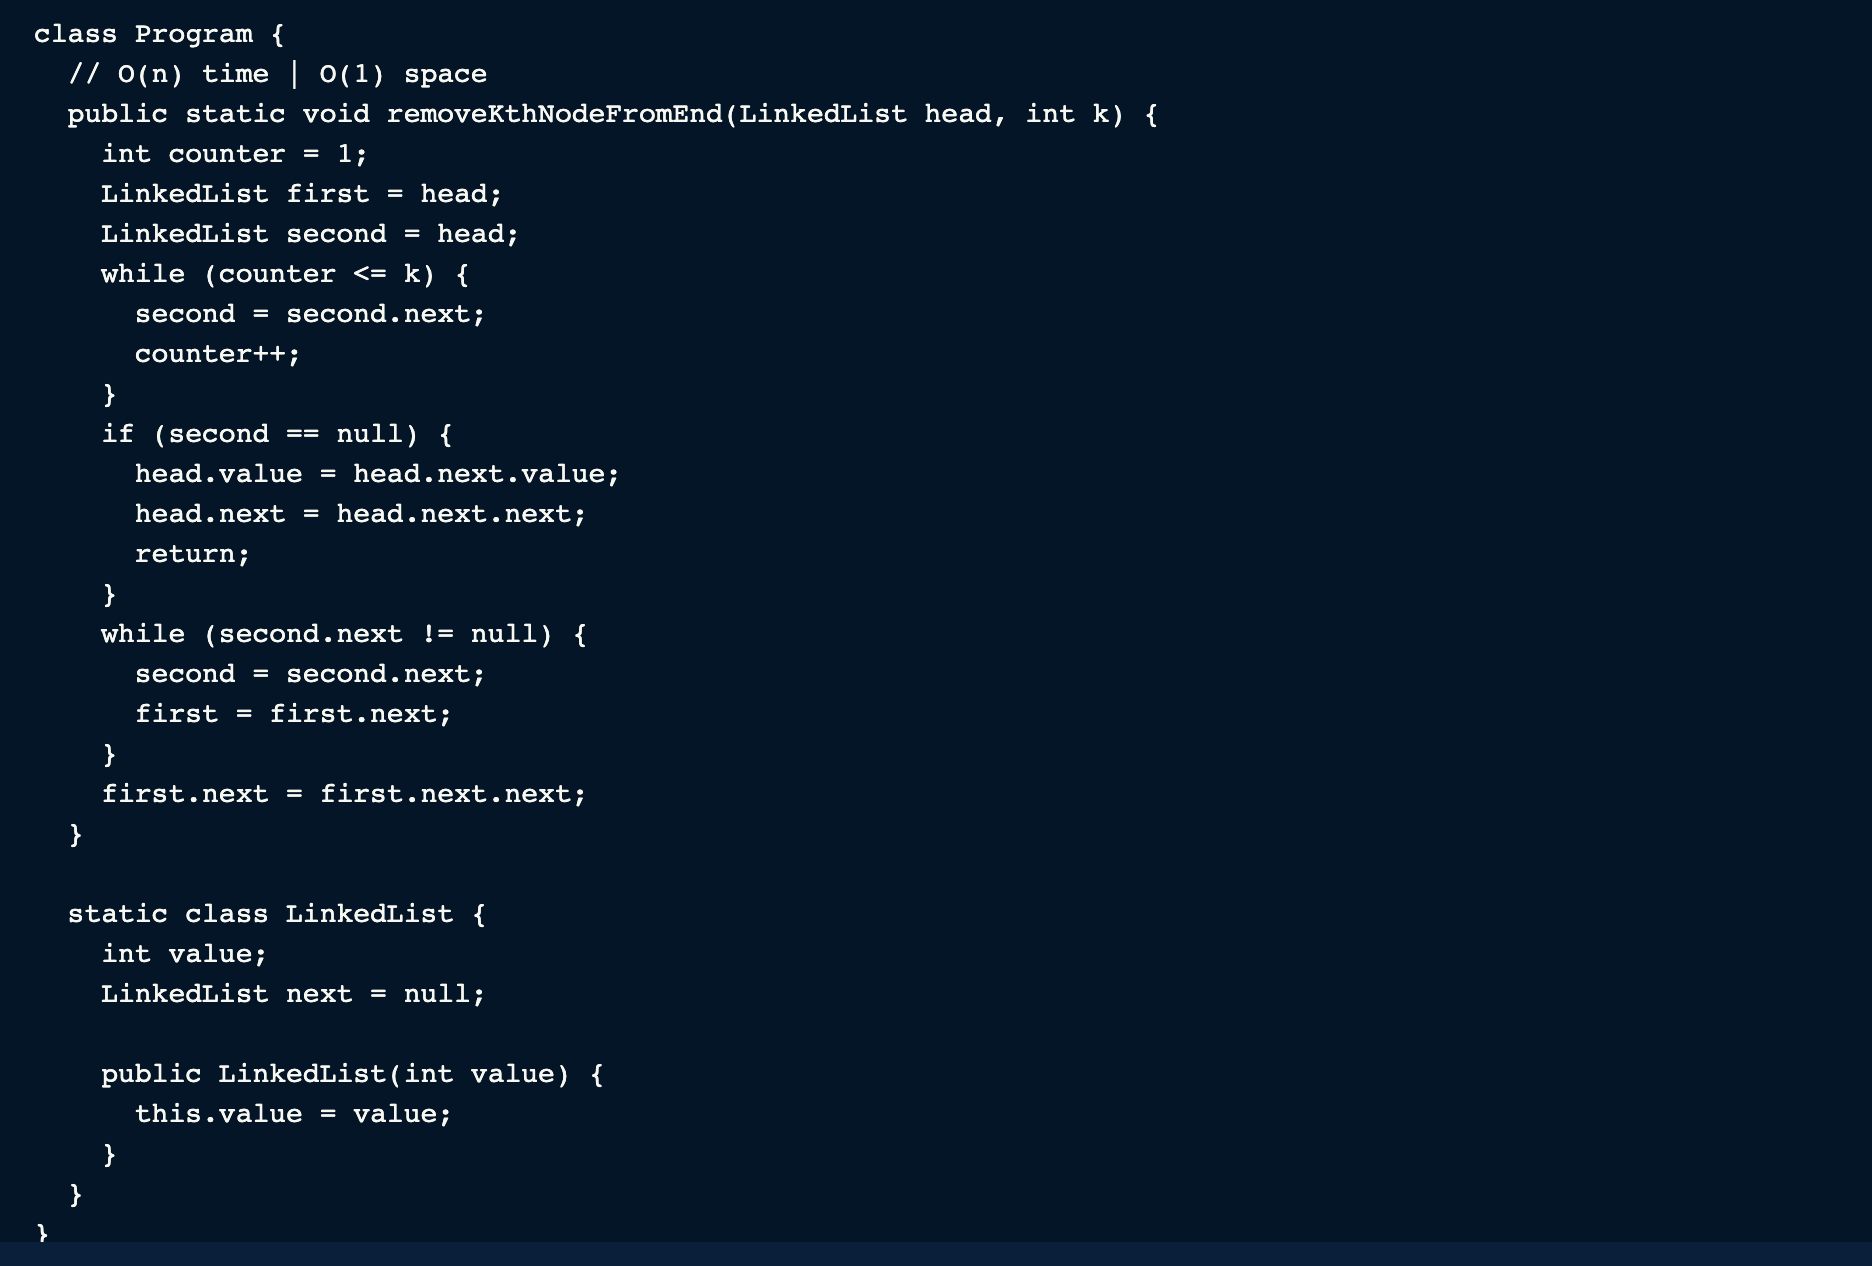 class Program {
  // O(n) time | O(1) space
  public static void removeKthNodeFromEnd(LinkedList head, int k) {
    int counter = 1;
    LinkedList first = head;
    LinkedList second = head;
    while (counter <= k) {
      second = second.next;
      counter++;
    }
    if (second == null) {
      head.value = head.next.value;
      head.next = head.next.next;
      return;
    }
    while (second.next != null) {
      second = second.next;
      first = first.next;
    }
    first.next = first.next.next;
  }

  static class LinkedList {
    int value;
    LinkedList next = null;

    public LinkedList(int value) {
      this.value = value;
    }
  }
}